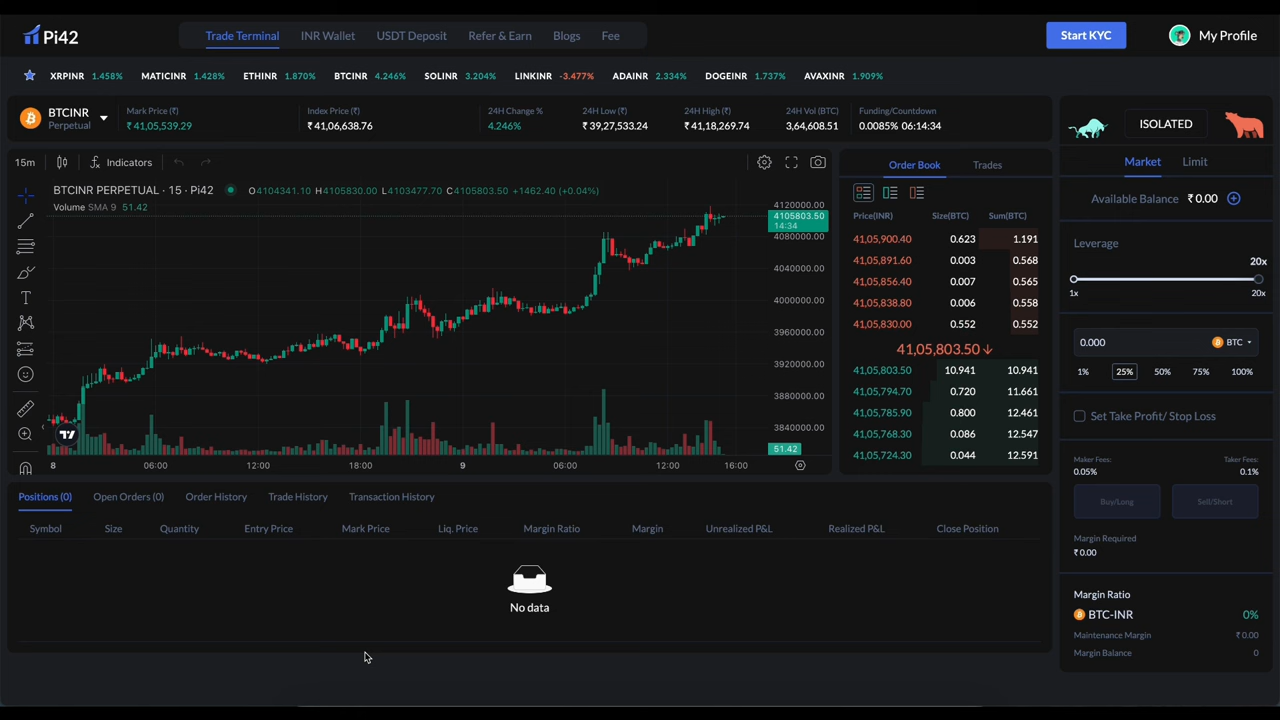 Pi42 Trade Terminal INR Wallet USDT Deposit Refer & Earn Blogs Fee Start KYC My Profile
XRPINR 1.458% MATICINR 1.428% ETHINR 1.870% BTCINR 4.246% SOLINR 3.204% LINKINR -3.477% ADAINR 2.334% DOGEINR 1.737% AVAXINR 1.909%
BTCINR
Perpetual
Mark Price (₹)
₹ 41,05,539.29
Index Price (₹)
₹ 41,06,638.76
24H Change %
4.246%
24H Low (₹)
₹ 39,27,533.24
24H High (₹)
₹ 41,18,269.74
24H Vol (BTC)
3,64,608.51
Funding/Countdown
0.0085% 06:14:34
15m Indicators
BTCINR PERPETUAL · 15 · Pi42 O4104341.10 H4105830.00 L4103477.70 C4105803.50 +1462.40 (+0.04%)
Volume SMA 9 51.42
4120000.00
4105803.50
14:34
4080000.00
4040000.00
4000000.00
3960000.00
3920000.00
3880000.00
3840000.00
51.42
8 06:00 12:00 18:00 9 06:00 12:00 16:00
Order Book Trades
Price(INR) Size(BTC) Sum(BTC)
41,05,900.40 0.623 1.191
41,05,891.60 0.003 0.568
41,05,856.40 0.007 0.565
41,05,838.80 0.006 0.558
41,05,830.00 0.552 0.552
41,05,803.50 ↓
41,05,803.50 10.941 10.941
41,05,794.70 0.720 11.661
41,05,785.90 0.800 12.461
41,05,768.30 0.086 12.547
41,05,724.30 0.044 12.591
ISOLATED
Market Limit
Available Balance ₹ 0.00
Leverage
20x
1x 20x
0.000 BTC
1% 25% 50% 75% 100%
Set Take Profit/ Stop Loss
Maker Fees: Taker Fees:
0.05% 0.1%
Buy/Long Sell/Short
Margin Required
₹ 0.00
Margin Ratio
BTC-INR 0%
Maintenance Margin ₹ 0.00
Margin Balance 0
Positions (0) Open Orders (0) Order History Trade History Transaction History
Symbol Size Quantity Entry Price Mark Price Liq. Price Margin Ratio Margin Unrealized P&L Realized P&L Close Position
No data